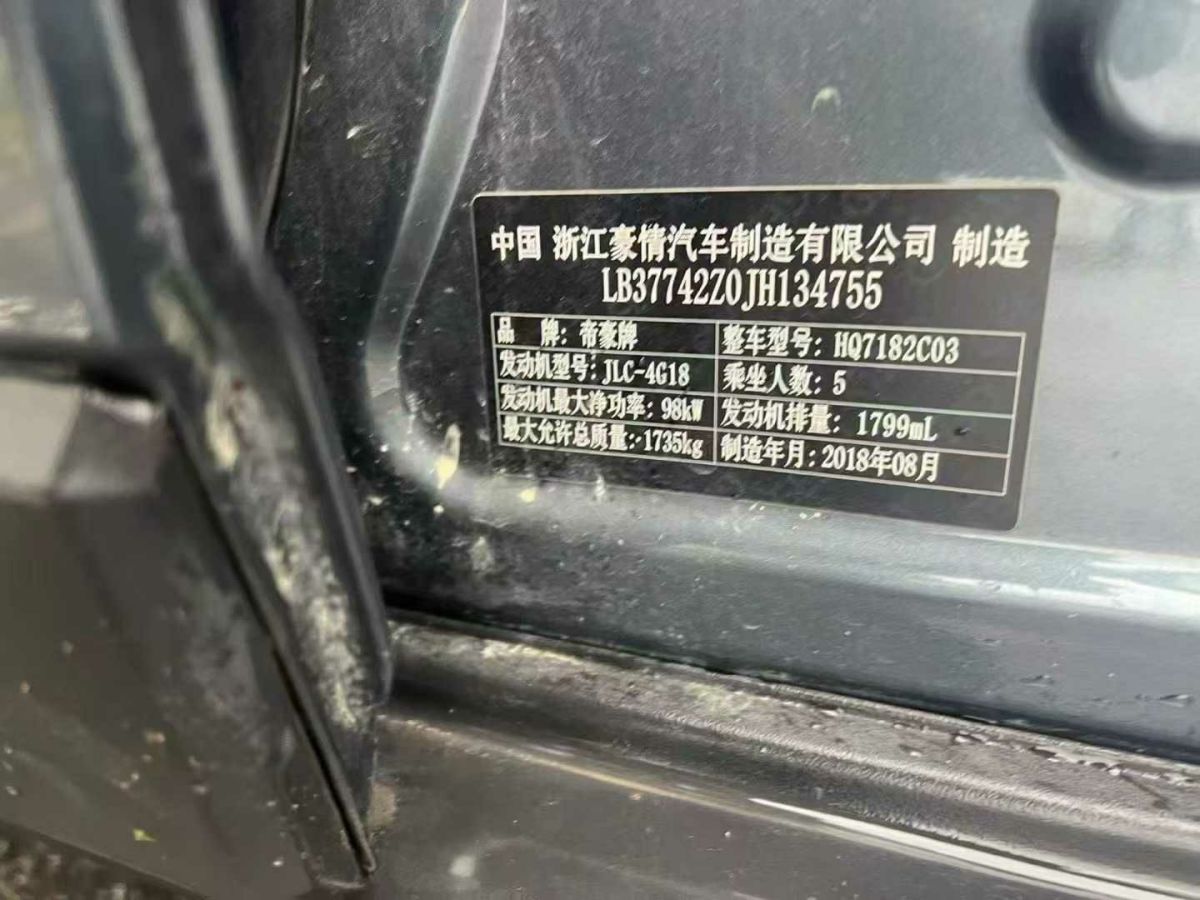 中国 浙江豪情汽车制造有限公司 制造
LB37742Z0JH134755
品 牌: 帝豪牌 整车型号: HQ7182C03
发动机型号: JLC-4G18 乘坐人数: 5
发动机最大净功率: 98kW 发动机排量: 1799mL
最大允许总质量: 1735kg 制造年月: 2018年08月